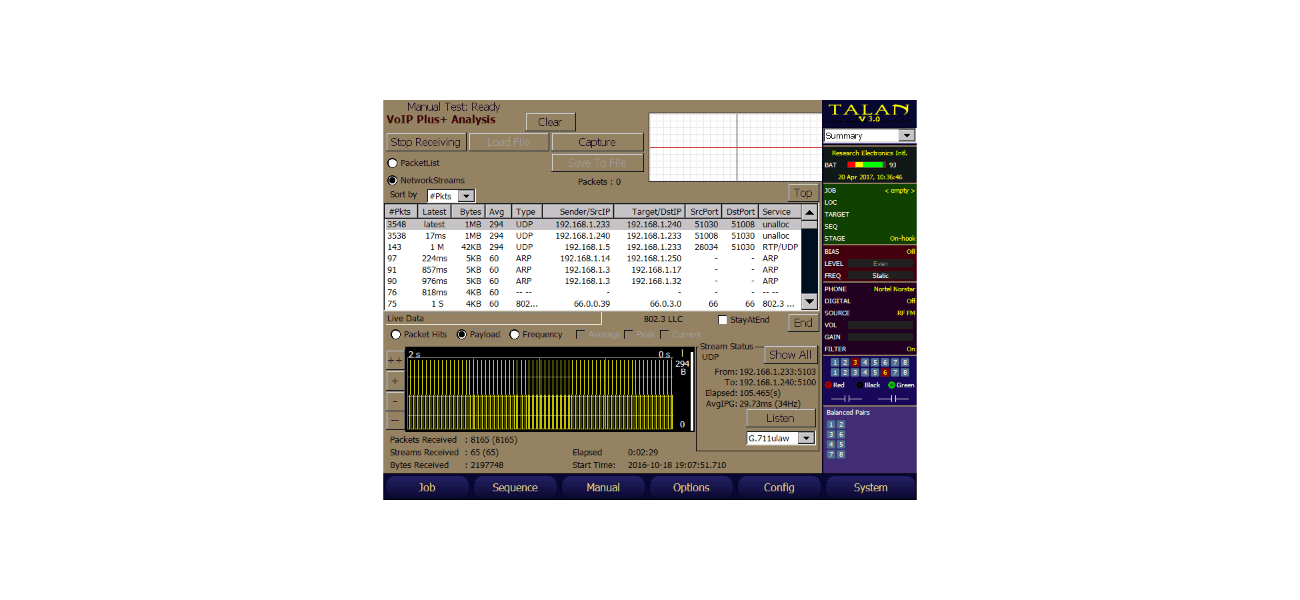 Manual Test: Ready
VoIP Plus+ Analysis
Clear
Stop Receiving Load File Capture
PacketList
Save To File
NetworkStreams
Packets : 0
Sort by #Pkts
Top
#Pkts Latest Bytes Avg Type Sender/SrcIP Target/DstIP SrcPort DstPort Service
3548 latest 1MB 294 UDP 192.168.1.233 192.168.1.240 51030 51008 unalloc
3538 17ms 1MB 294 UDP 192.168.1.240 192.168.1.233 51008 51030 unalloc
143 1 M 42KB 294 UDP 192.168.1.5 192.168.1.233 28034 51030 RTP/UDP
97 224ms 5KB 60 ARP 192.168.1.14 192.168.1.250 - - ARP
91 857ms 5KB 60 ARP 192.168.1.3 192.168.1.17 - - ARP
90 976ms 5KB 60 ARP 192.168.1.3 192.168.1.32 - - ARP
76 818ms 4KB 60 -- -- - - - - -- --
75 1 S 4KB 60 802... 66.0.0.39 66.0.3.0 66 66 802.3 ...
Live Data 802.3 LLC StayAtEnd End
Packet Hits Payload Frequency Average Peak Current
++
+
-
--
2 s 0 s
294
B
0
Stream Status
UDP
Show All
From: 192.168.1.233:5103
To: 192.168.1.240:5100
Elapsed: 105.465(s)
AvgIPG: 29.73ms (34Hz)
Listen
G.711ulaw
Packets Received : 8165 (8165)
Streams Received : 65 (65) Elapsed 0:02:29
Bytes Received : 2197748 Start Time: 2016-10-18 19:07:51.710
Job Sequence Manual Options Config System
TALAN
V 3.0
Summary
Research Electronics Intl.
BAT 93
20 Apr 2017, 10:36:46
JOB < empty >
LOC
TARGET
SEQ
STAGE On-hook
BIAS Off
LEVEL Even
FREQ Static
PHONE Nortel Norstar
DIGITAL Off
SOURCE RF FM
VOL
GAIN
FILTER On
1 2 3 4 5 6 7 8
1 2 3 4 5 6 7 8
Red Black Green
Balanced Pairs
1 2
3 6
4 5
7 8